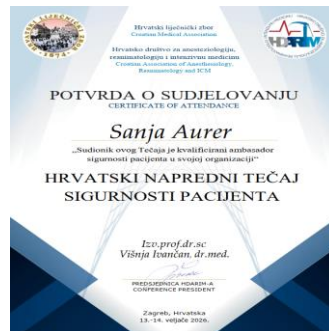 Hrvatski liječnički zbor
Croatian Medical Association
Hrvatsko društvo za anesteziologiju,
reanimatologiju i intenzivnu medicinu
Croatian Association of Anesthesiology,
Reanimatology and ICM
HDARIM
1874
POTVRDA O SUDJELOVANJU
CERTIFICATE OF ATTENDANCE
Sanja Aurer
„Sudionik ovog Tečaja je kvalificirani ambasador
sigurnosti pacijenta u svojoj organizaciji“
HRVATSKI NAPREDNI TEČAJ
SIGURNOSTI PACIJENTA
Izv.prof.dr.sc
Višnja Ivančan, dr.med.
PREDSJEDNICA HDARIM-A
CONFERENCE PRESIDENT
Zagreb, Hrvatska
13.-14. veljače 2026.